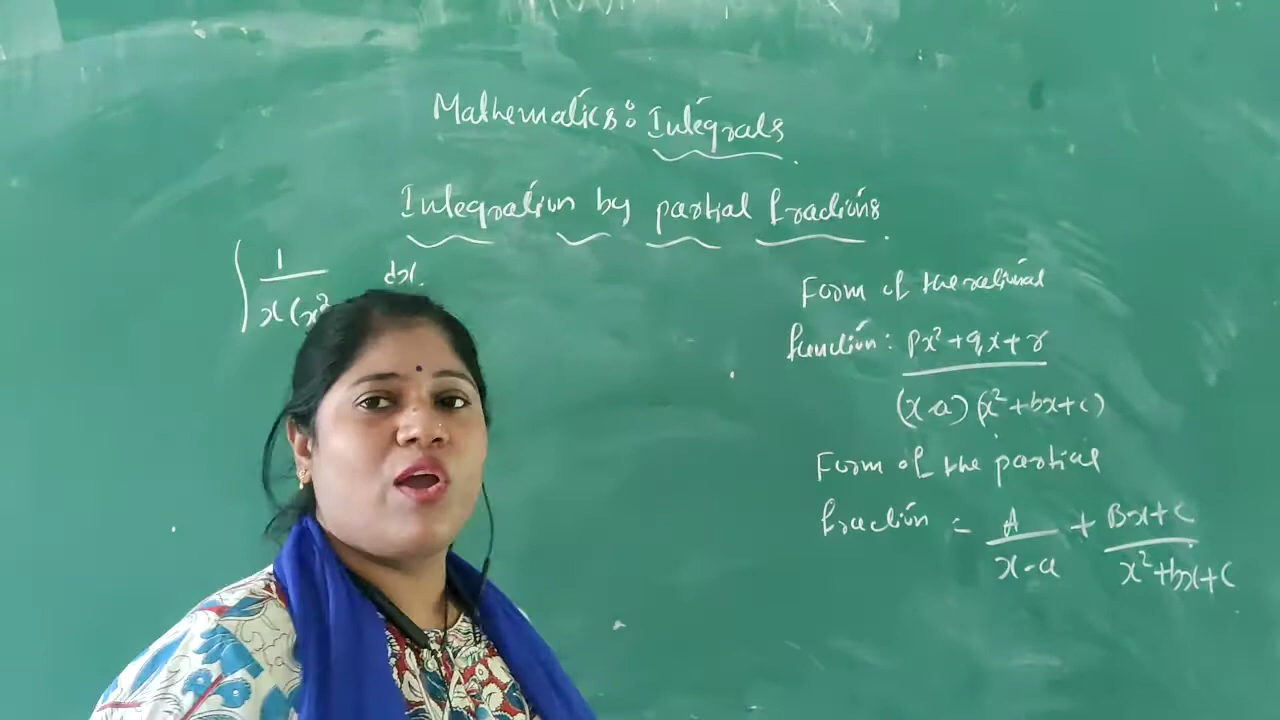 Mathematics: Integrals
Integration by partial fractions.
∫ 1 dx.
x(x²
Form of the rational
function: px²+qx+r
(x-a)(x²+bx+c)
Form of the partial
fraction = A + Bx+C
x-a x²+bx+c